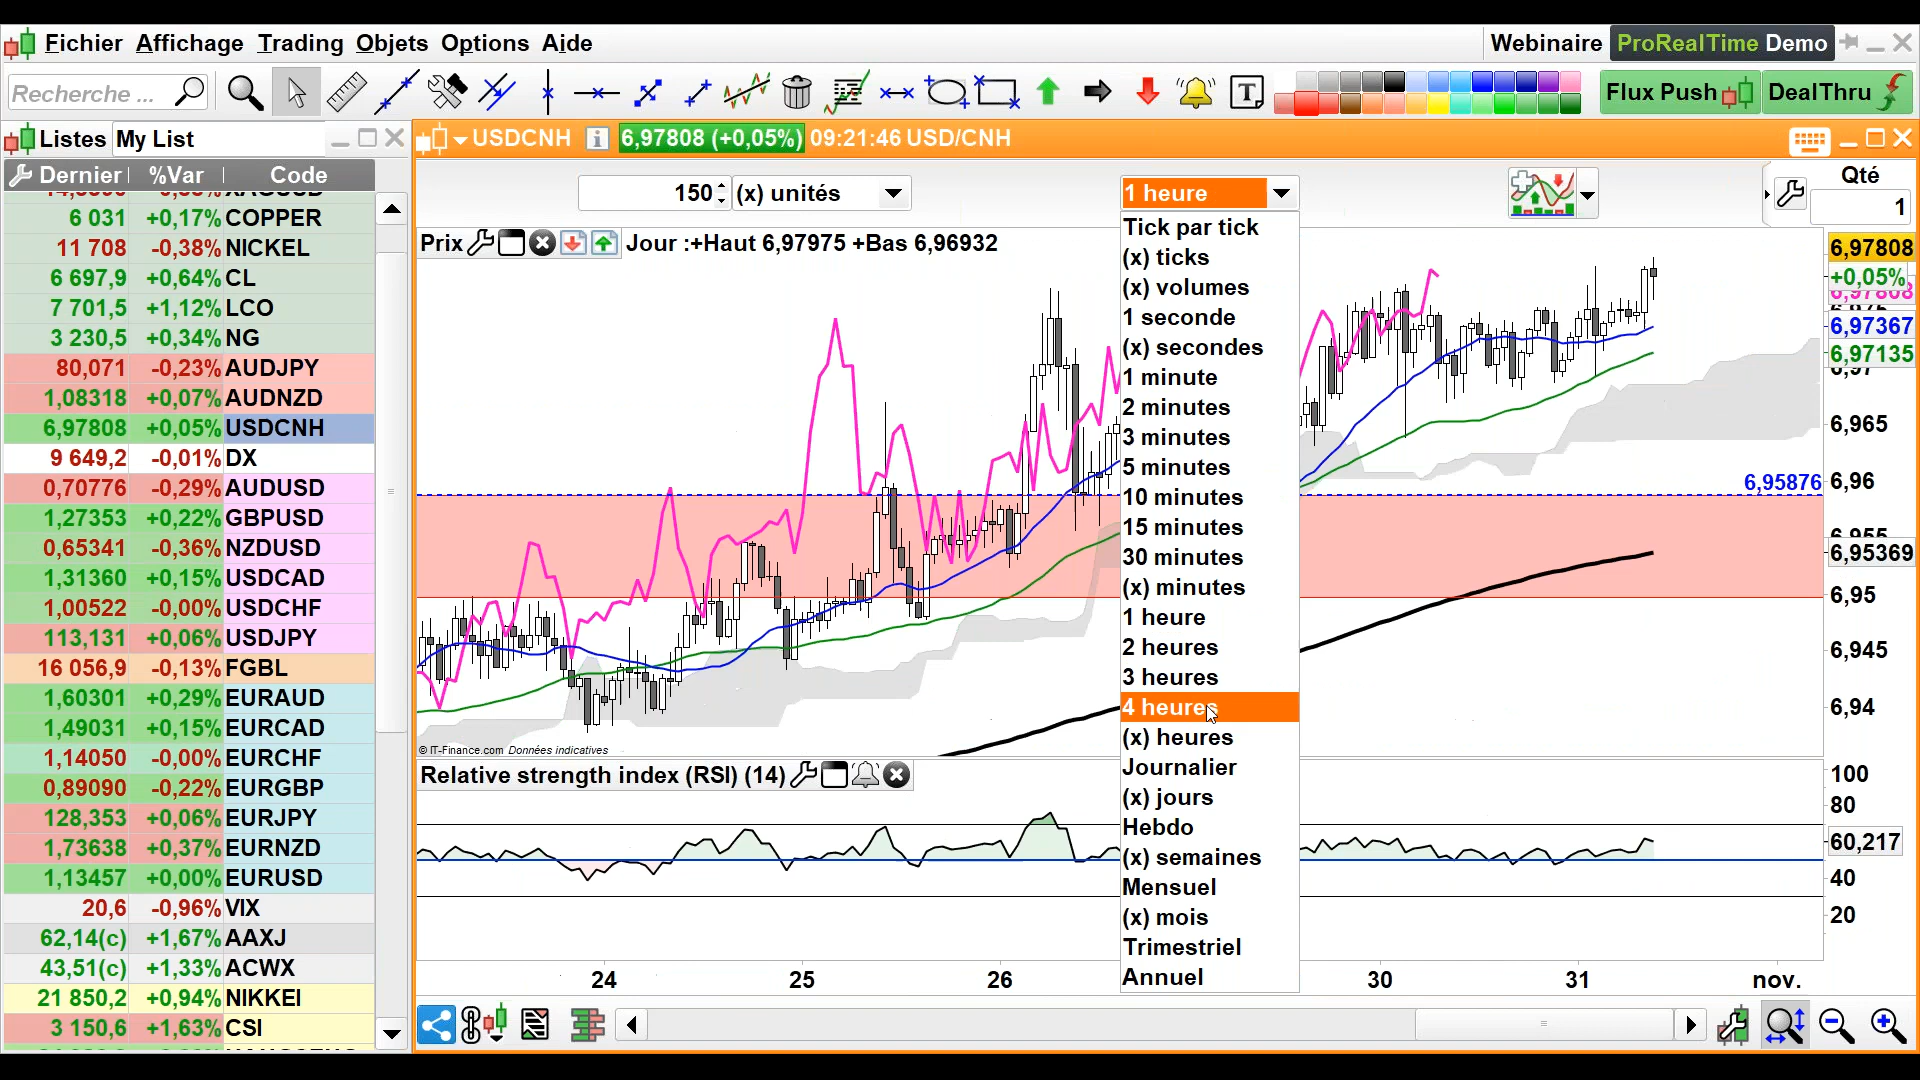 Fichier Affichage Trading Objets Options Aide
Webinaire ProRealTime Demo
Recherche ...
T
Flux Push DealThru
Listes My List
USDCNH i 6,97808 (+0,05%) 09:21:46 USD/CNH
Dernier %Var Code
6 031 +0,17% COPPER
11 708 -0,38% NICKEL
6 697,9 +0,64% CL
7 701,5 +1,12% LCO
3 230,5 +0,34% NG
80,071 -0,23% AUDJPY
1,08318 +0,07% AUDNZD
6,97808 +0,05% USDCNH
9 649,2 -0,01% DX
0,70776 -0,29% AUDUSD
1,27353 +0,22% GBPUSD
0,65341 -0,36% NZDUSD
1,31360 +0,15% USDCAD
1,00522 -0,00% USDCHF
113,131 +0,06% USDJPY
16 056,9 -0,13% FGBL
1,60301 +0,29% EURAUD
1,49031 +0,15% EURCAD
1,14050 -0,00% EURCHF
0,89090 -0,22% EURGBP
128,353 +0,06% EURJPY
1,73638 +0,37% EURNZD
1,13457 +0,00% EURUSD
20,6 -0,96% VIX
62,14(c) +1,67% AAXJ
43,51(c) +1,33% ACWX
21 850,2 +0,94% NIKKEI
3 150,6 +1,63% CSI
150 (x) unités
1 heure
Qté
1
Prix Jour :+Haut 6,97975 +Bas 6,96932
Tick par tick
(x) ticks
(x) volumes
1 seconde
(x) secondes
1 minute
2 minutes
3 minutes
5 minutes
10 minutes
15 minutes
30 minutes
(x) minutes
1 heure
2 heures
3 heures
4 heures
(x) heures
Journalier
(x) jours
Hebdo
(x) semaines
Mensuel
(x) mois
Trimestriel
Annuel
6,97808
+0,05%
6,97367
6,97135
6,965
6,95876
6,96
6,95369
6,95
6,945
6,94
© IT-Finance.com Données indicatives
Relative strength index (RSI) (14)
100
80
60,217
40
20
24 25 26 30 31 nov.